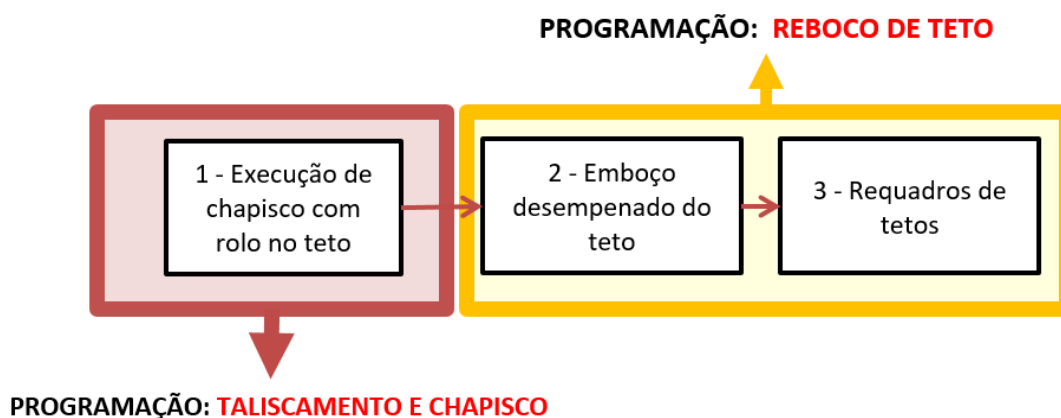 PROGRAMAÇÃO: REBOCO DE TETO
1 - Execução de
chapisco com
rolo no teto
2 - Emboço
desempenado do
teto
3 - Requadros de
tetos
PROGRAMAÇÃO: TALISCAMENTO E CHAPISCO